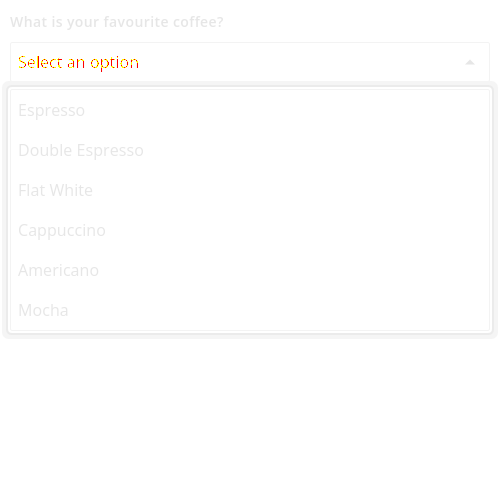 What is your favourite coffee?
Select an option
Espresso
Double Espresso
Flat White
Cappuccino
Americano
Mocha